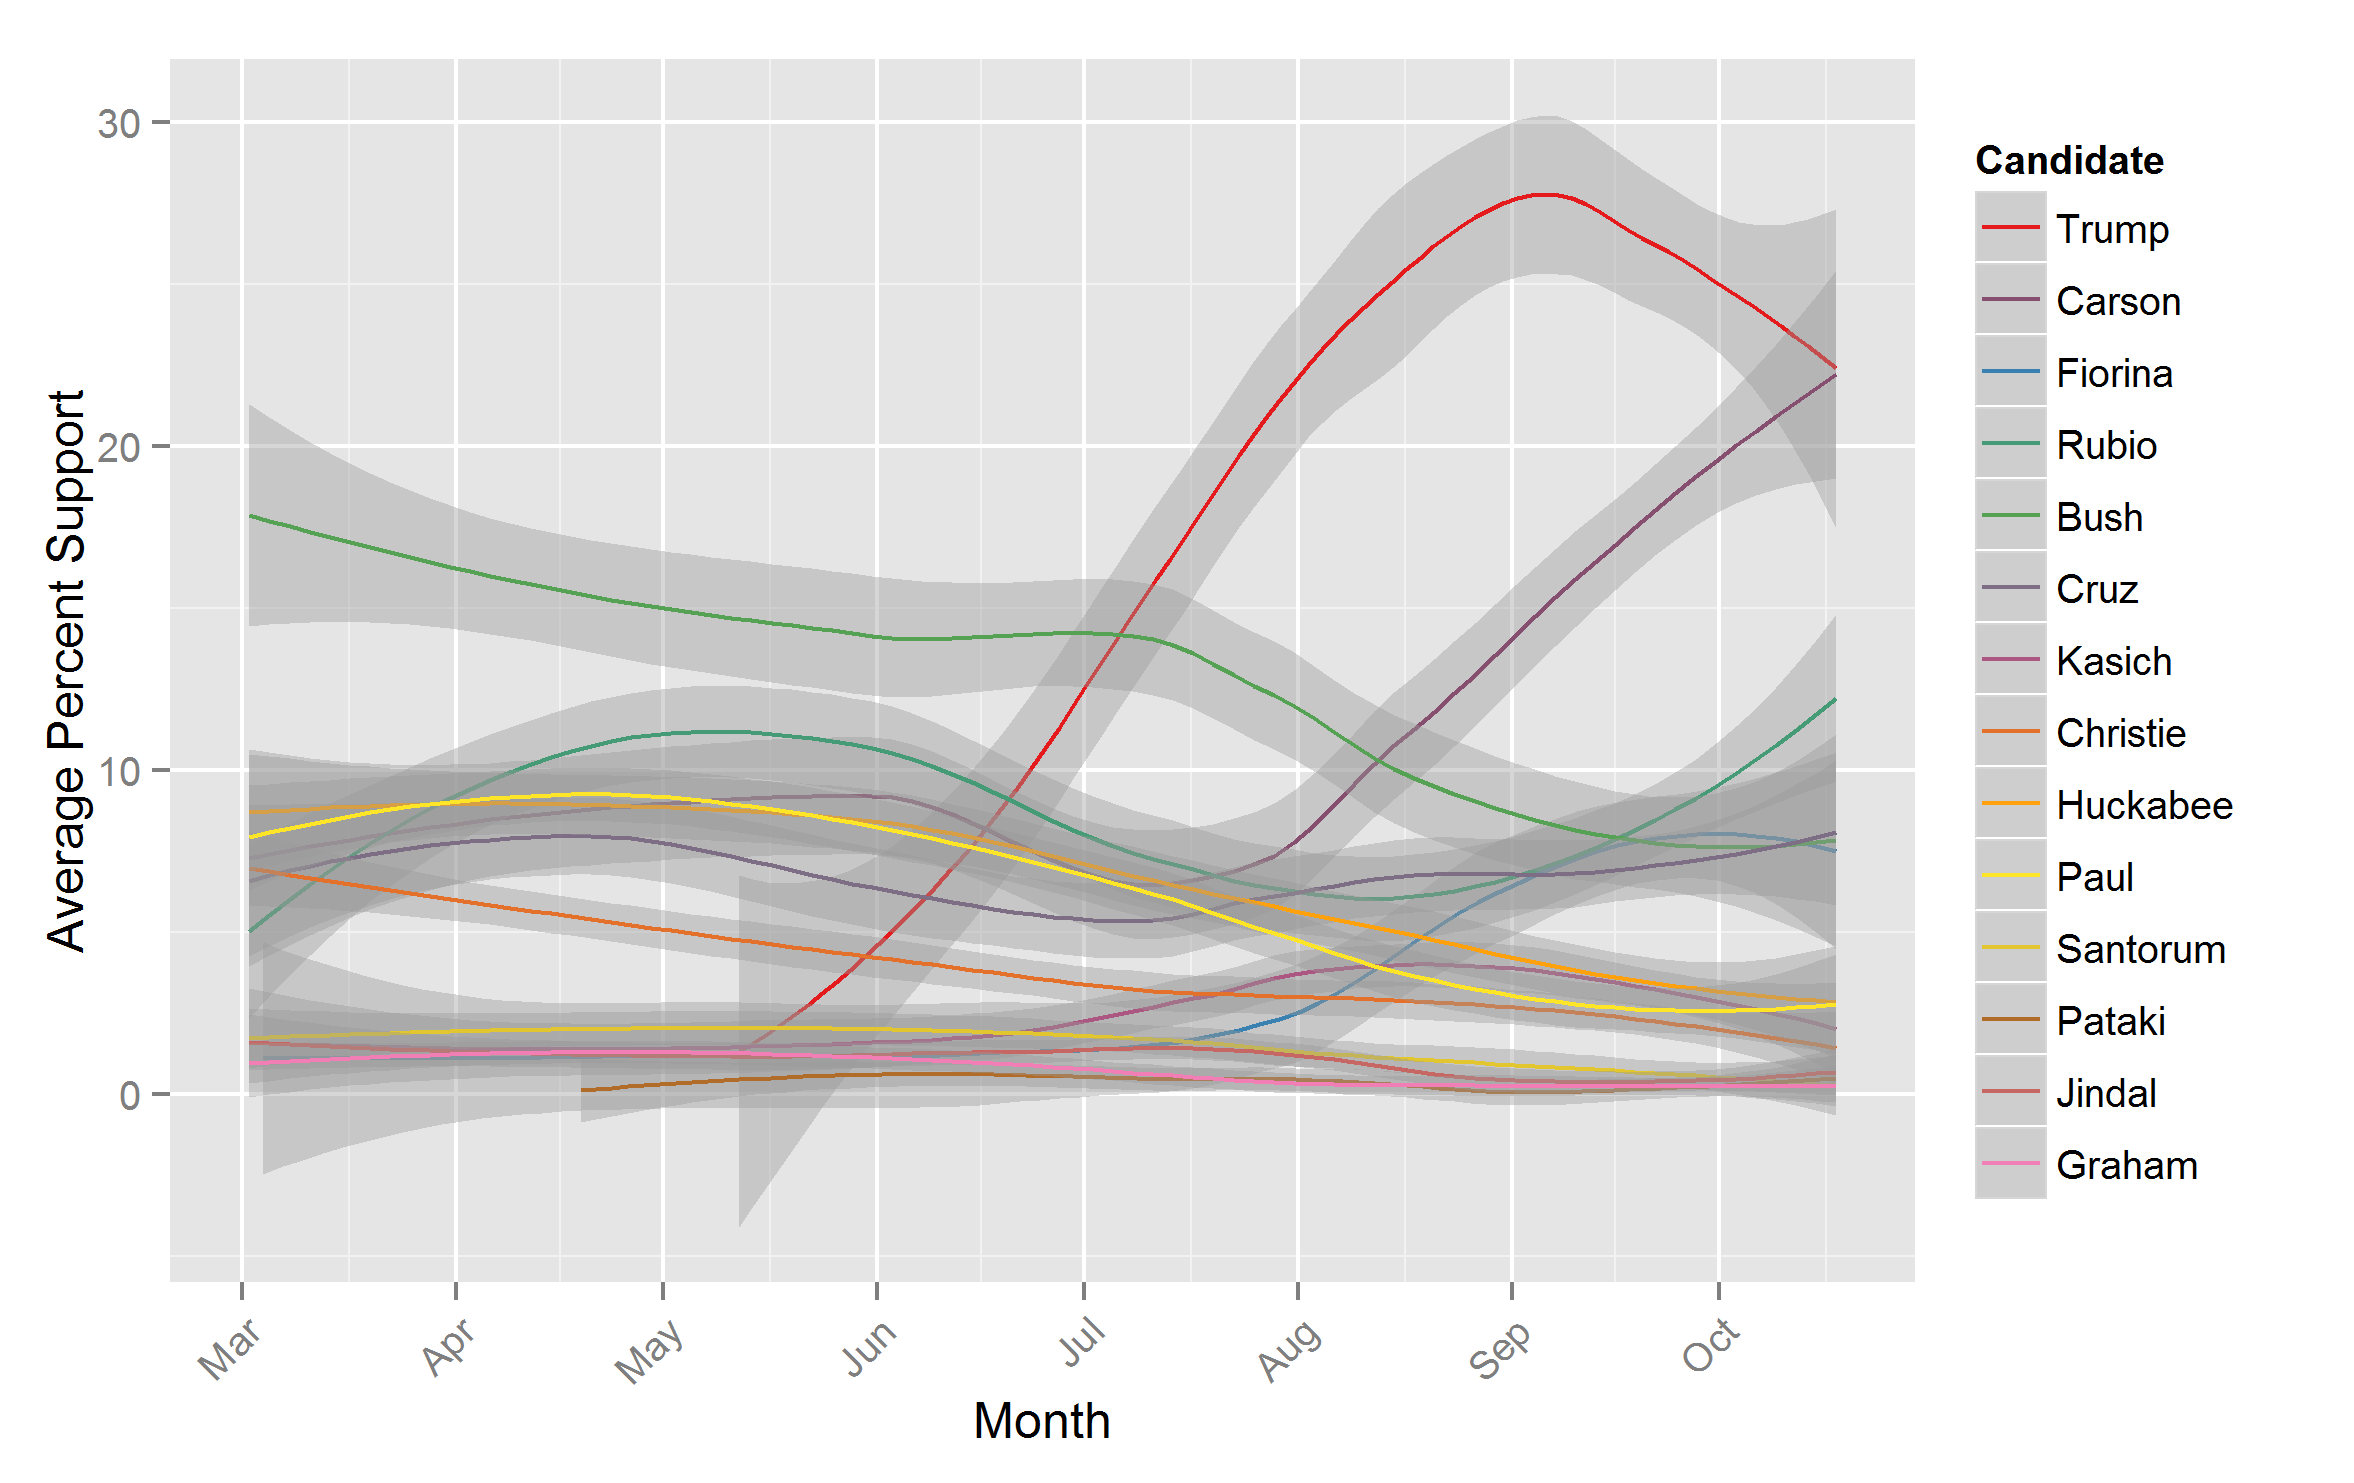 Average Percent Support
30
20
10
0
Mar
Apr
May
Jun
Jul
Aug
Sep
Oct
Month
Candidate
Trump
Carson
Fiorina
Rubio
Bush
Cruz
Kasich
Christie
Huckabee
Paul
Santorum
Pataki
Jindal
Graham